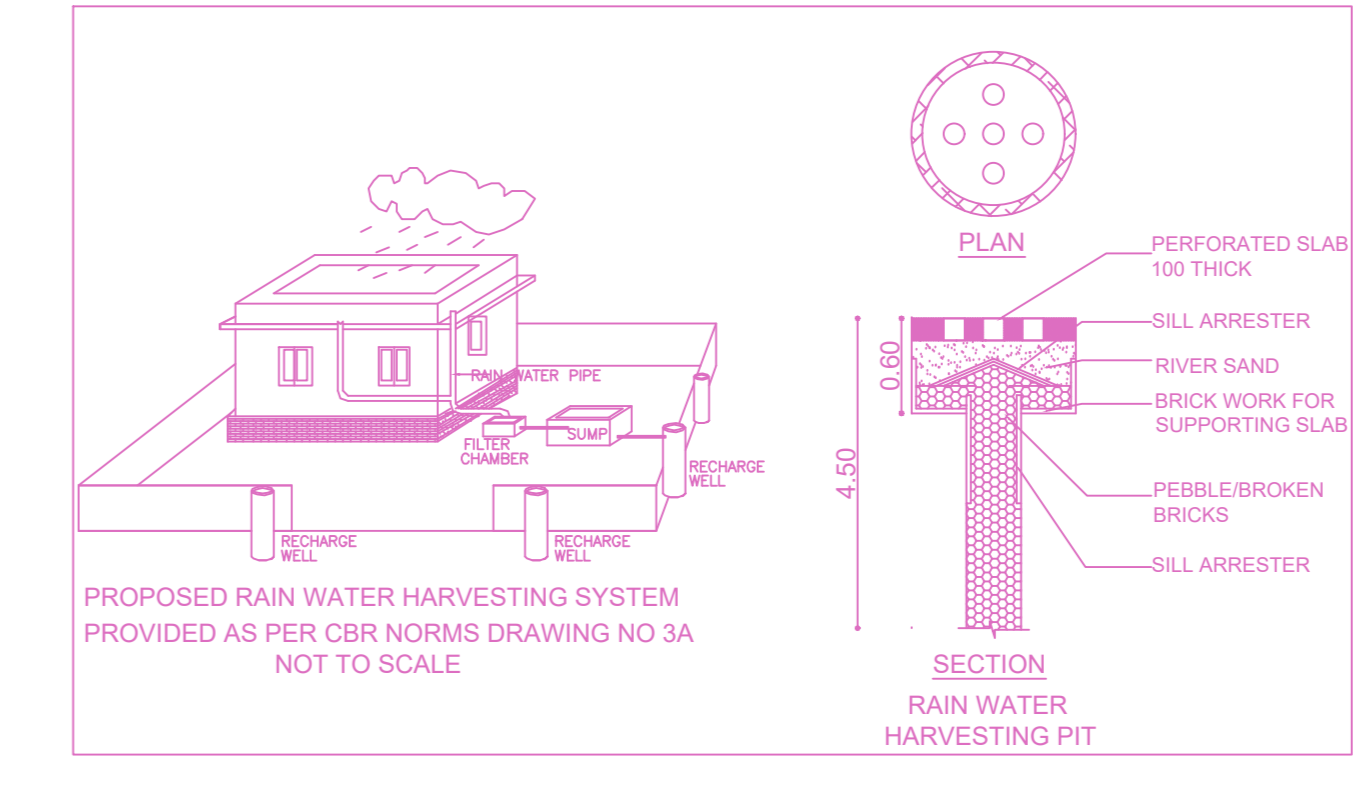 RAIN WATER PIPE
FILTER
CHAMBER
SUMP
RECHARGE
WELL
RECHARGE
WELL
RECHARGE
WELL
PROPOSED RAIN WATER HARVESTING SYSTEM
PROVIDED AS PER CBR NORMS DRAWING NO 3A
NOT TO SCALE
PLAN
PERFORATED SLAB
100 THICK
SILL ARRESTER
RIVER SAND
BRICK WORK FOR
SUPPORTING SLAB
PEBBLE/BROKEN
BRICKS
SILL ARRESTER
0.60
4.50
SECTION
RAIN WATER
HARVESTING PIT